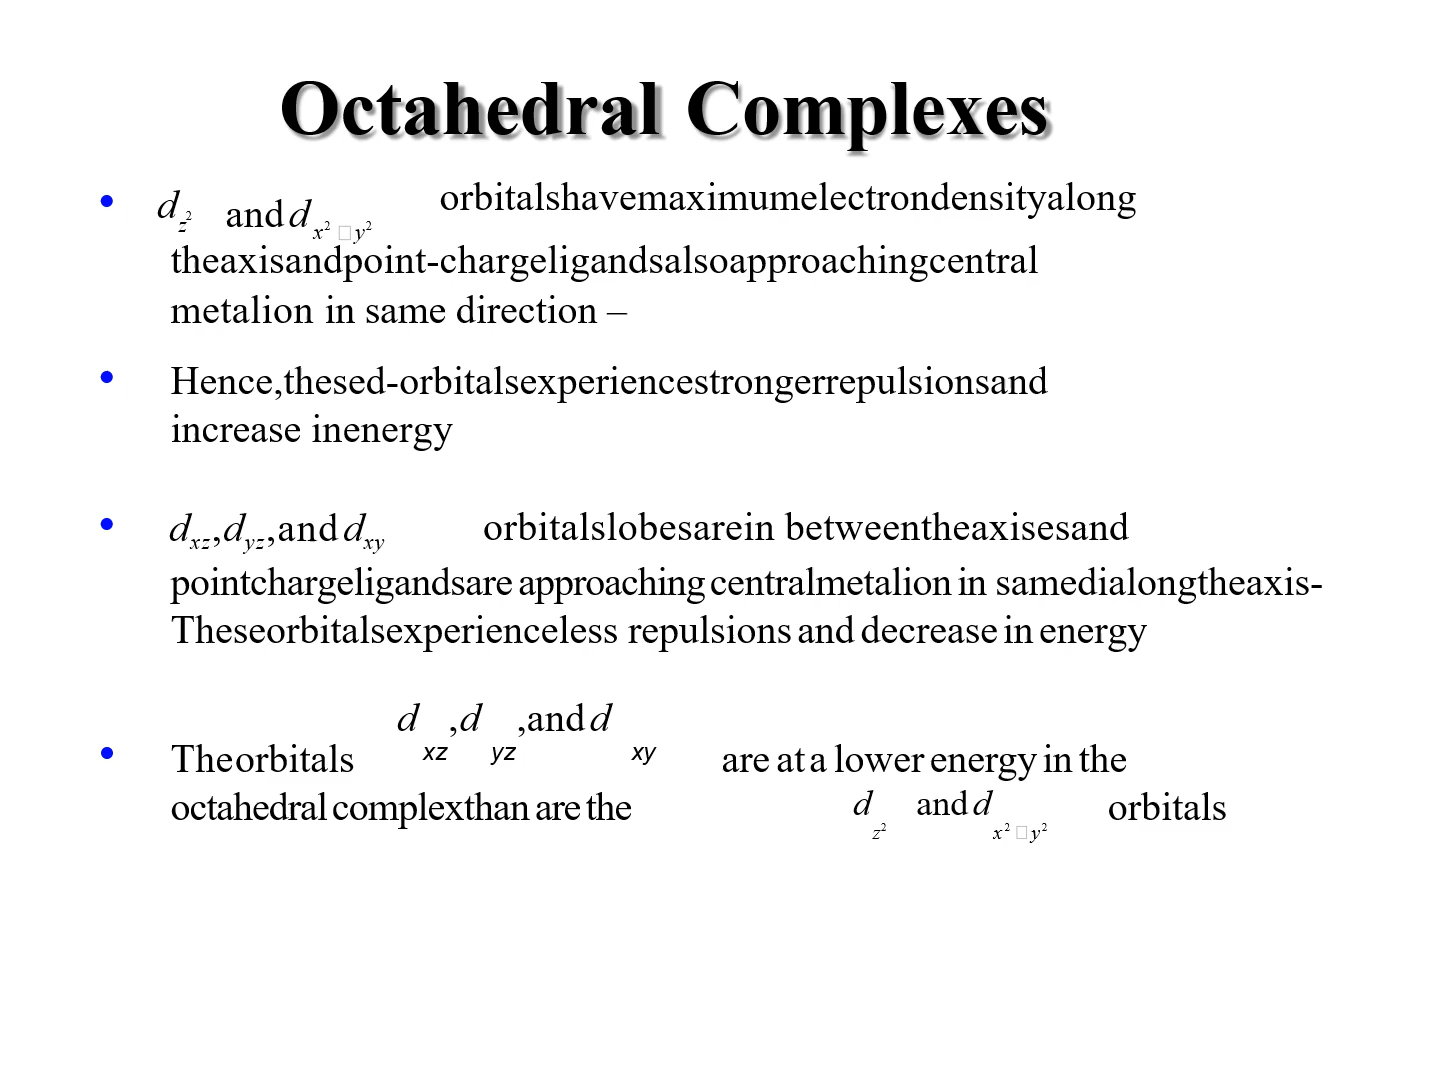 Octahedral Complexes
• d z² and d x² □ y² orbitalshavemaximumelectrondensityalong
theaxisandpoint-chargeligandsalsoapproachingcentral
metalion in same direction –
• Hence,thesed-orbitalsexperiencestrongerrepulsionsand
increase inenergy
• dxz,dyz,and dxy orbitalslobesarein betweentheaxisesand
pointchargeligandsare approaching centralmetalion in samedialongtheaxis-
Theseorbitalsexperienceless repulsions and decrease in energy
• The orbitals d xz ,d yz ,and d xy are at a lower energy in the
octahedral complexthan are the d z² and d x² □ y² orbitals